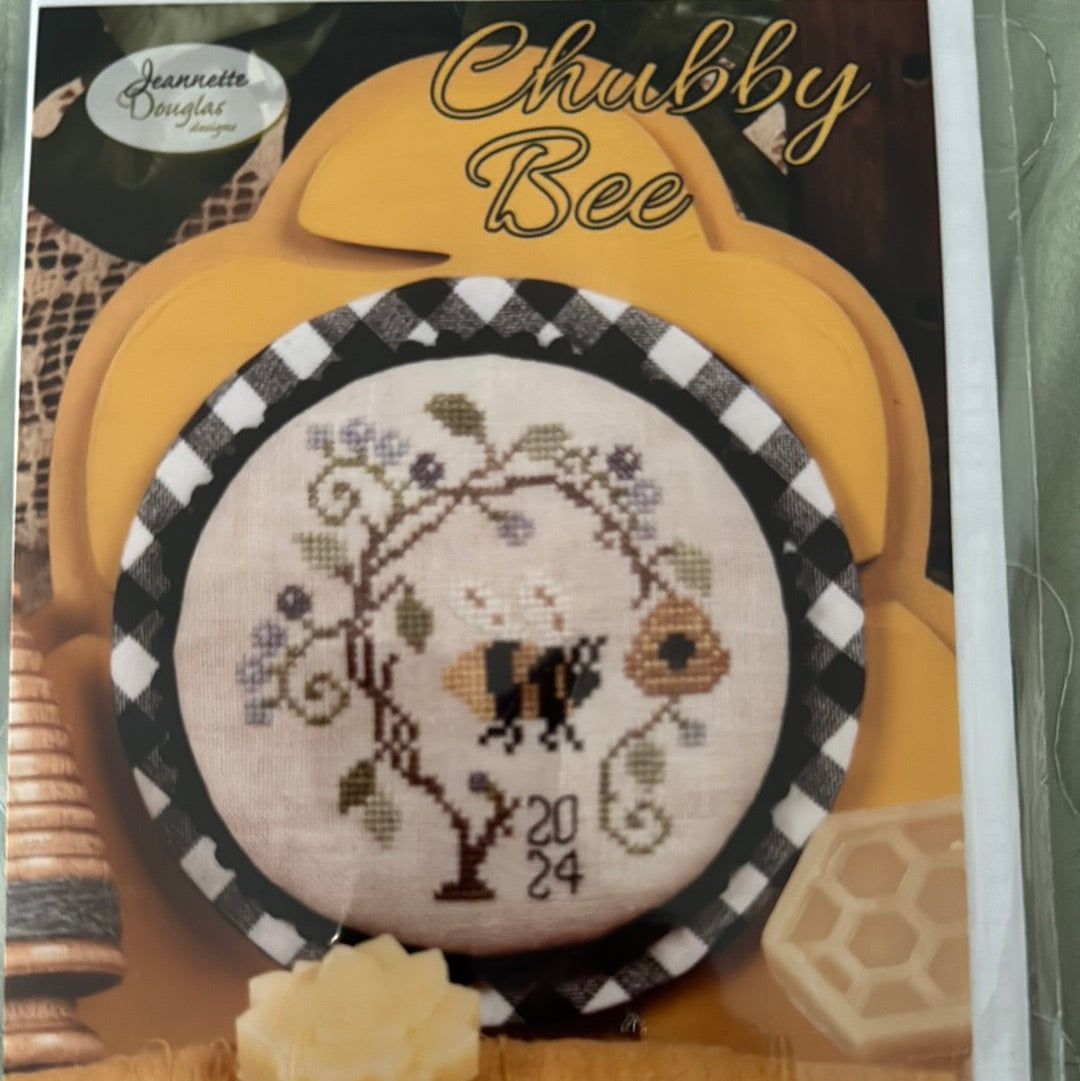 Jeannette
Douglas
designs
Chubby
Bee
20
24